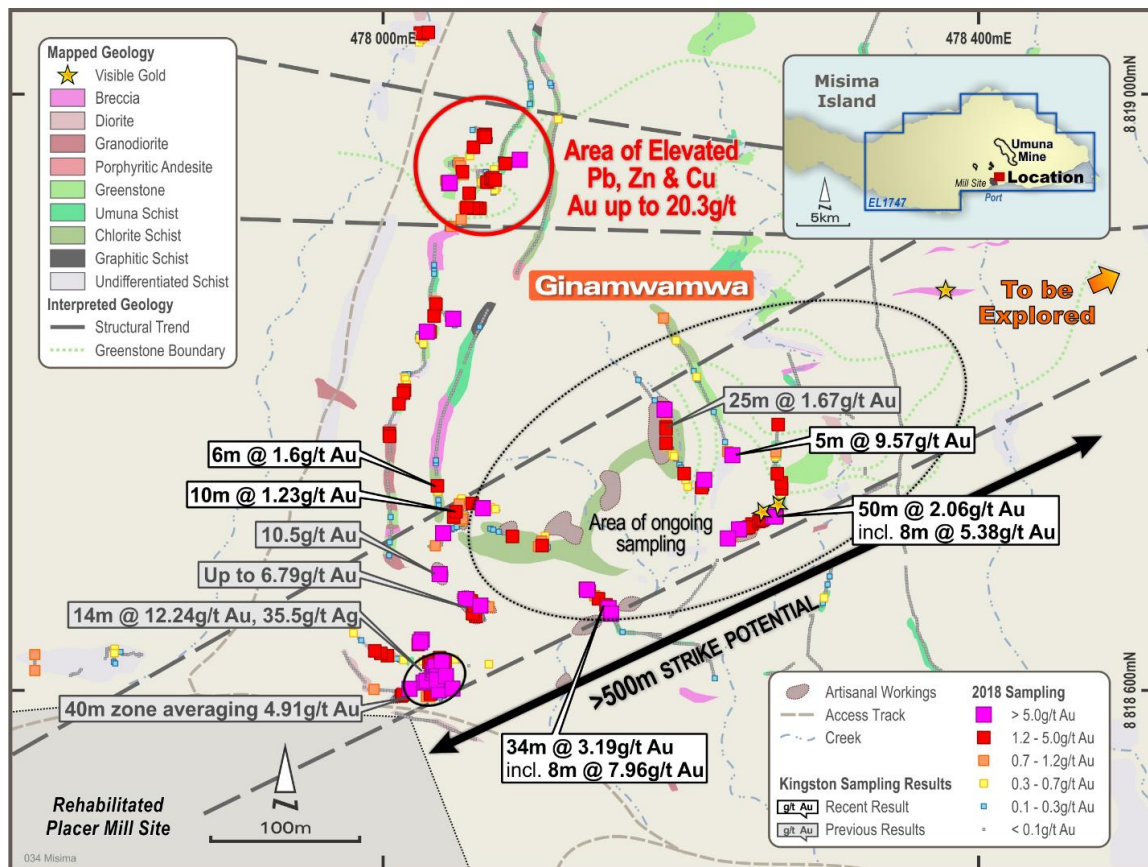 478 000mE
478 400mE
8 819 000mN
8 818 600mN
Mapped Geology
Visible Gold
Breccia
Diorite
Granodiorite
Porphyritic Andesite
Greenstone
Umuna Schist
Chlorite Schist
Graphitic Schist
Undifferentiated Schist
Interpreted Geology
Structural Trend
Greenstone Boundary
Area of Elevated
Pb, Zn & Cu
Au up to 20.3g/t
Misima
Island
Umuna
Mine
Mill Site
Location
Port
EL1747
N
5km
Ginamwamwa
To be
Explored
25m @ 1.67g/t Au
5m @ 9.57g/t Au
6m @ 1.6g/t Au
10m @ 1.23g/t Au
50m @ 2.06g/t Au
incl. 8m @ 5.38g/t Au
Area of ongoing
sampling
10.5g/t Au
Up to 6.79g/t Au
14m @ 12.24g/t Au, 35.5g/t Ag
40m zone averaging 4.91g/t Au
>500m STRIKE POTENTIAL
34m @ 3.19g/t Au
incl. 8m @ 7.96g/t Au
Rehabilitated
Placer Mill Site
N
100m
034 Misima
Artisanal Workings
Access Track
Creek
Kingston Sampling Results
g/t Au
Recent Result
g/t Au
Previous Results
2018 Sampling
> 5.0g/t Au
1.2 - 5.0g/t Au
0.7 - 1.2g/t Au
0.3 - 0.7g/t Au
0.1 - 0.3g/t Au
< 0.1g/t Au